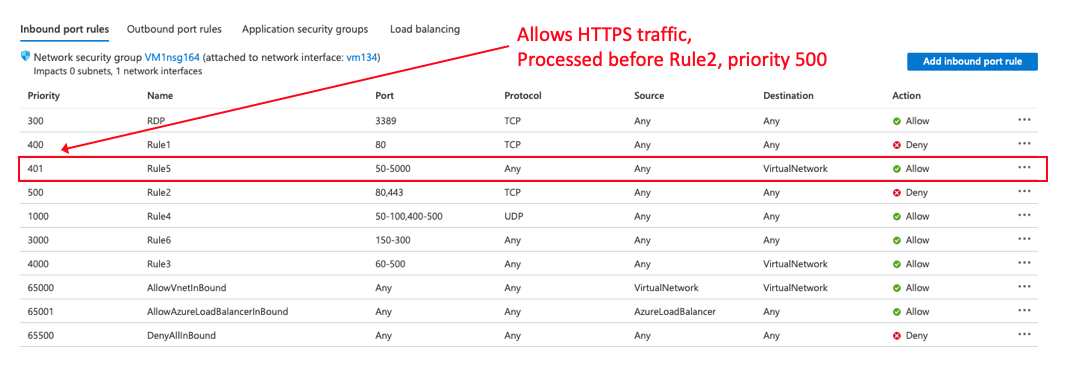 Inbound port rules Outbound port rules Application security groups Load balancing
Allows HTTPS traffic,
Processed before Rule2, priority 500
Network security group VM1nsg164 (attached to network interface: vm134)
Impacts 0 subnets, 1 network interfaces
Add inbound port rule
Priority Name Port Protocol Source Destination Action
300 RDP 3389 TCP Any Any Allow ...
400 Rule1 80 TCP Any Any Deny ...
401 Rule5 50-5000 Any Any VirtualNetwork Allow ...
500 Rule2 80,443 TCP Any Any Deny ...
1000 Rule4 50-100,400-500 UDP Any Any Allow ...
3000 Rule6 150-300 Any Any Any Allow ...
4000 Rule3 60-500 Any Any VirtualNetwork Allow ...
65000 AllowVnetInBound Any Any VirtualNetwork VirtualNetwork Allow ...
65001 AllowAzureLoadBalancerInBound Any Any AzureLoadBalancer Any Allow ...
65500 DenyAllInBound Any Any Any Any Deny ...